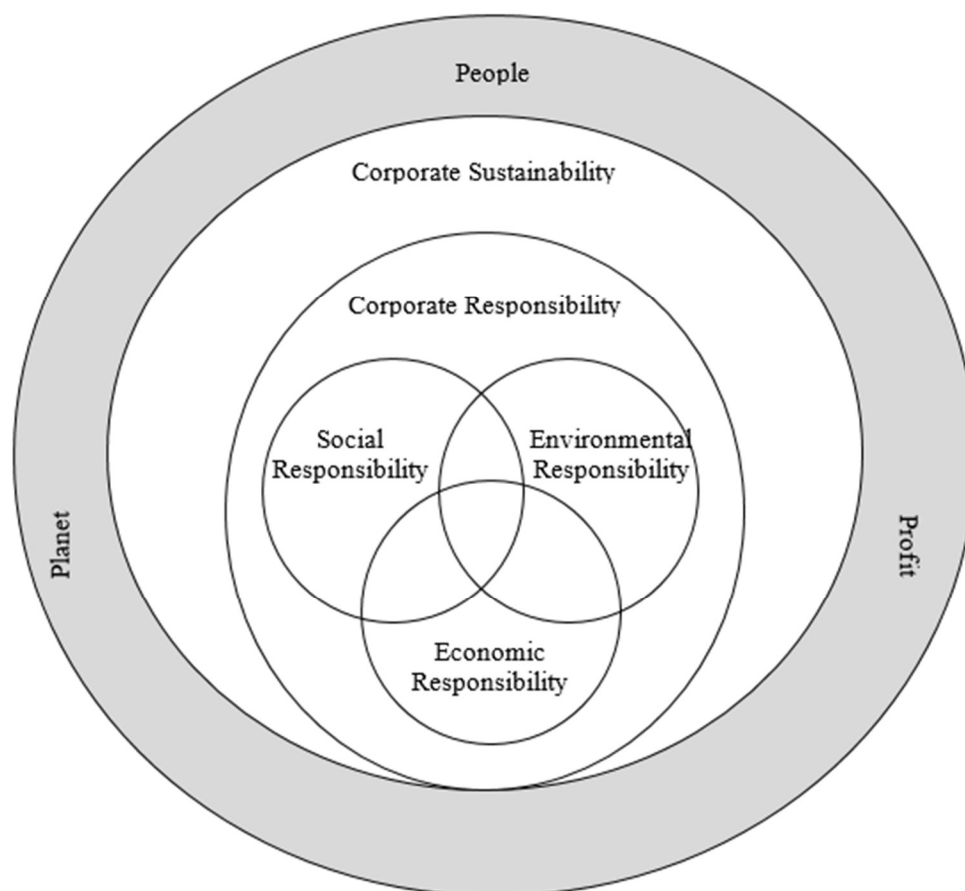 People
Corporate Sustainability
Corporate Responsibility
Social
Responsibility
Environmental
Responsibility
Planet
Profit
Economic
Responsibility